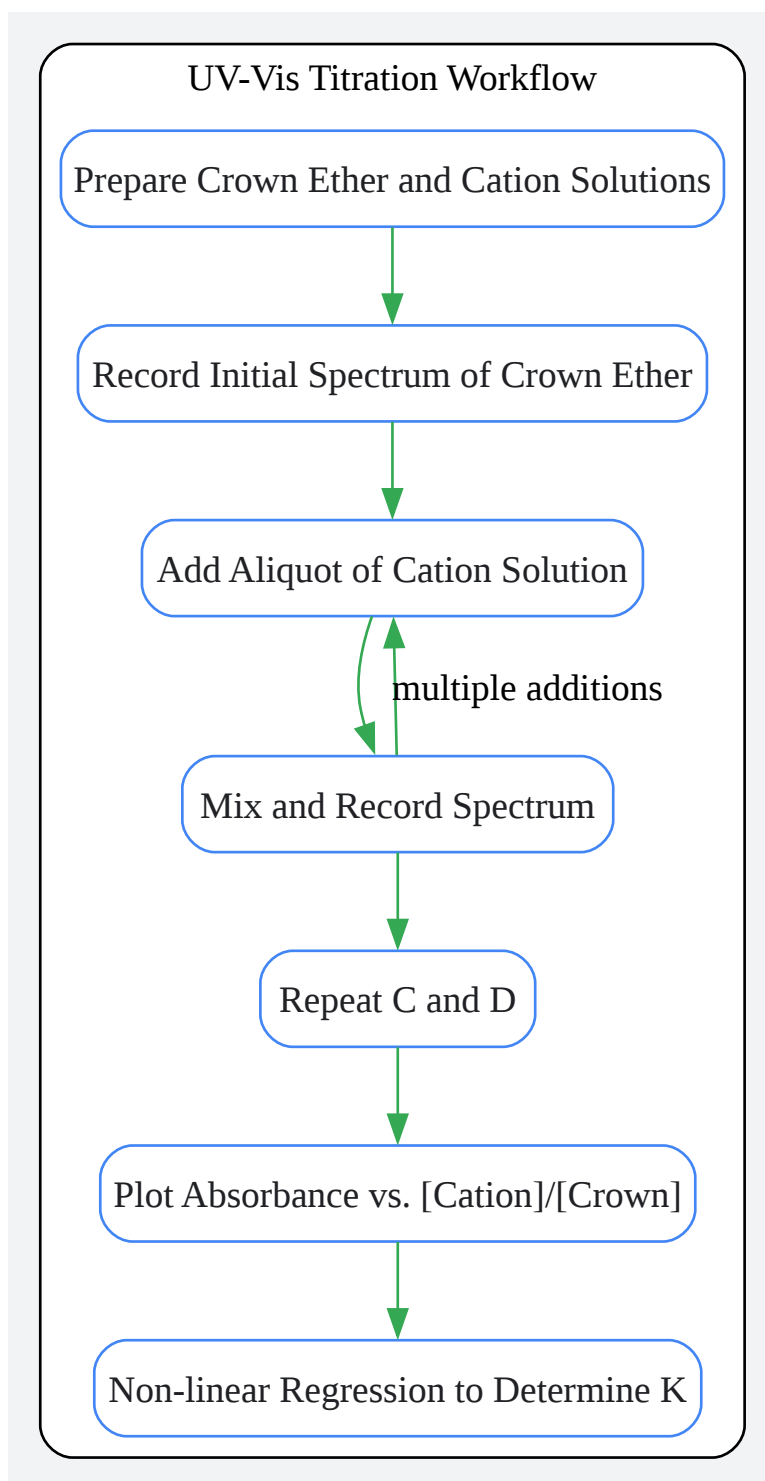 UV-Vis Titration Workflow
Prepare Crown Ether and Cation Solutions
Record Initial Spectrum of Crown Ether
Add Aliquot of Cation Solution
multiple additions
Mix and Record Spectrum
Repeat C and D
Plot Absorbance vs. [Cation]/[Crown]
Non-linear Regression to Determine K